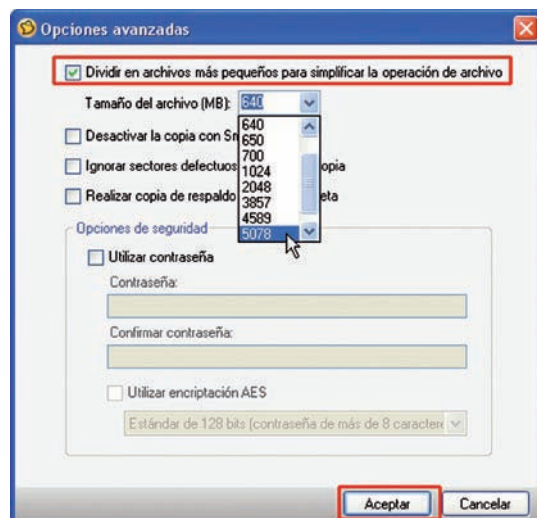 Opciones avanzadas
Dividir en archivos más pequeños para simplificar la operación de archivo
Tamaño del archivo (MB): 640
640
Desactivar la copia con
650
700
Ignorar sectores defectuos opia
1024
2048
Realizar copia de respaldo eta
3857
4589
5078
Opciones de seguridad
Utilizar contraseña
Contraseña:
Confirmar contraseña:
Utilizar encriptación AES
Estándar de 128 bits (contraseña de más de 8 caractere
Aceptar Cancelar